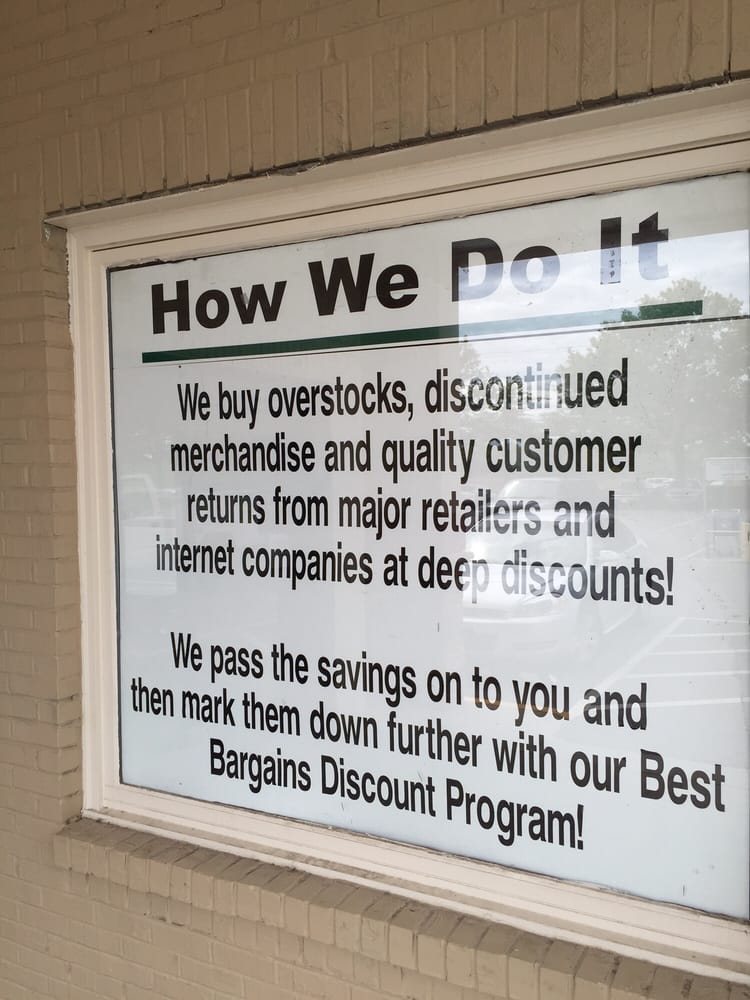 How We Do It
We buy overstocks, discontinued
merchandise and quality customer
returns from major retailers and
internet companies at deep discounts!
We pass the savings on to you and
then mark them down further with our Best
Bargains Discount Program!